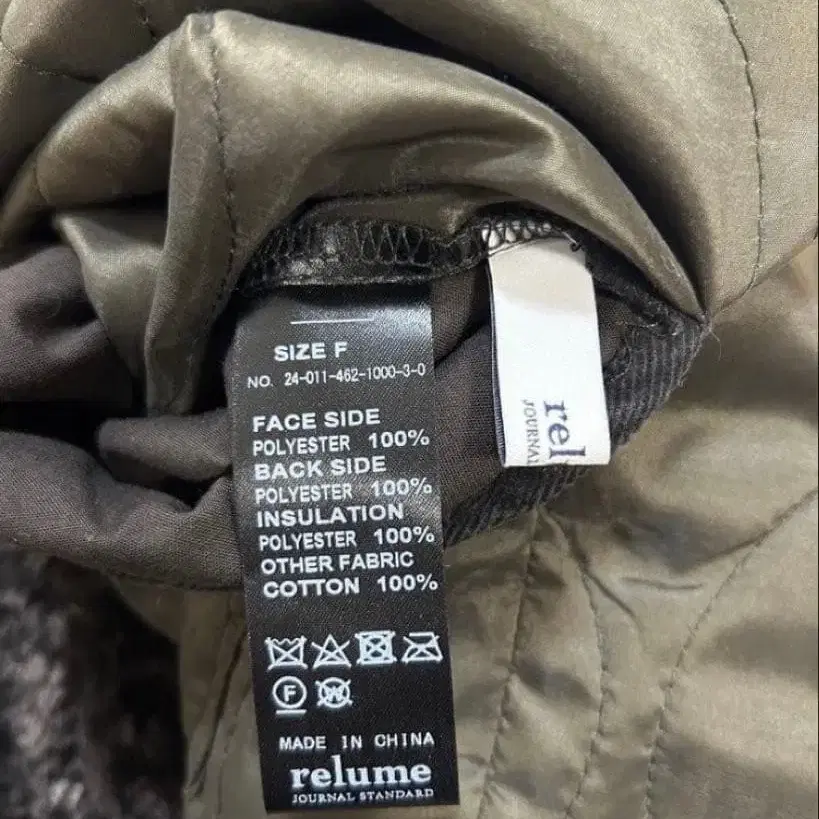 SIZE F
NO. 24-011-462-1000-3-0
FACE SIDE
POLYESTER 100%
BACK SIDE
POLYESTER 100%
INSULATION
POLYESTER 100%
OTHER FABRIC
COTTON 100%
F
W
MADE IN CHINA
relume
JOURNAL STANDARD
rel
JOURNAL